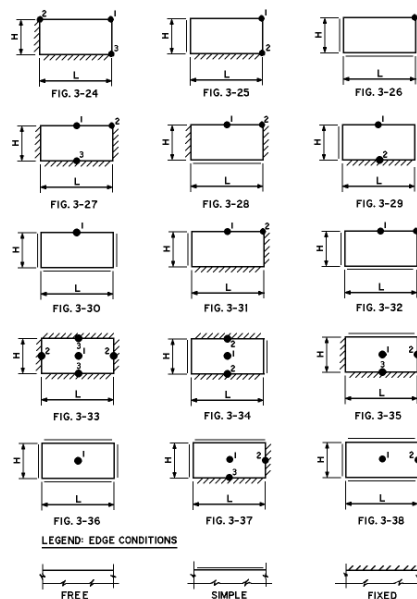 2 1
H
3
L
FIG. 3-24
1
H
2
L
FIG. 3-25
H
L
FIG. 3-26
1 2
H
3
L
FIG. 3-27
1 2
H
L
FIG. 3-28
1
H
2
L
FIG. 3-29
1
H
L
FIG. 3-30
1 2
H
L
FIG. 3-31
1
H
L
FIG. 3-32
3
H 2 1 2
3
L
FIG. 3-33
2
H 1
2
L
FIG. 3-34
H 1 2
3
L
FIG. 3-35
H 1
L
FIG. 3-36
H 1 2
3
L
FIG. 3-37
H 1 2
L
FIG. 3-38
LEGEND: EDGE CONDITIONS
FREE
SIMPLE
FIXED